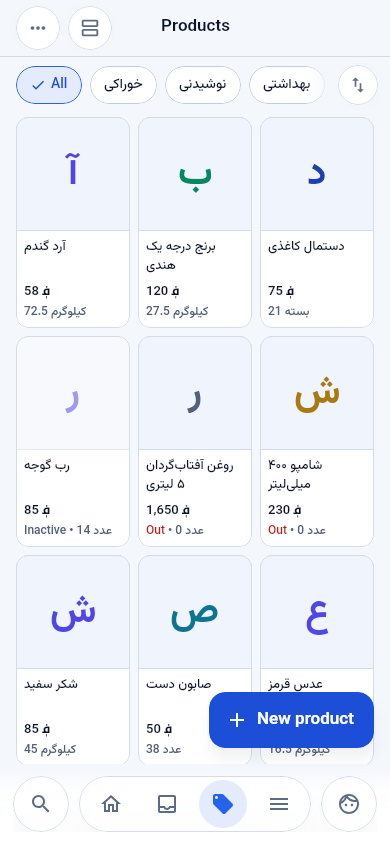 Products
All
خوراکی
نوشیدنی
بهداشتی
آ
ب
د
آرد گندم
58 ؋
72.5 کیلوگرم
برنج درجه یک
هندی
120 ؋
27.5 کیلوگرم
دستمال کاغذی
75 ؋
21 بسته
ر
ر
ش
رب گوجه
85 ؋
Inactive • 14 عدد
روغن آفتاب‌گردان
۵ لیتری
1,650 ؋
Out • 0 عدد
شامپو ۴۰۰
میلی‌لیتر
230 ؋
Out • 0 عدد
ش
ص
ع
شکر سفید
85 ؋
45 کیلوگرم
صابون دست
50 ؋
38 عدد
عدس قرمز
16.5 کیلوگرم
New product